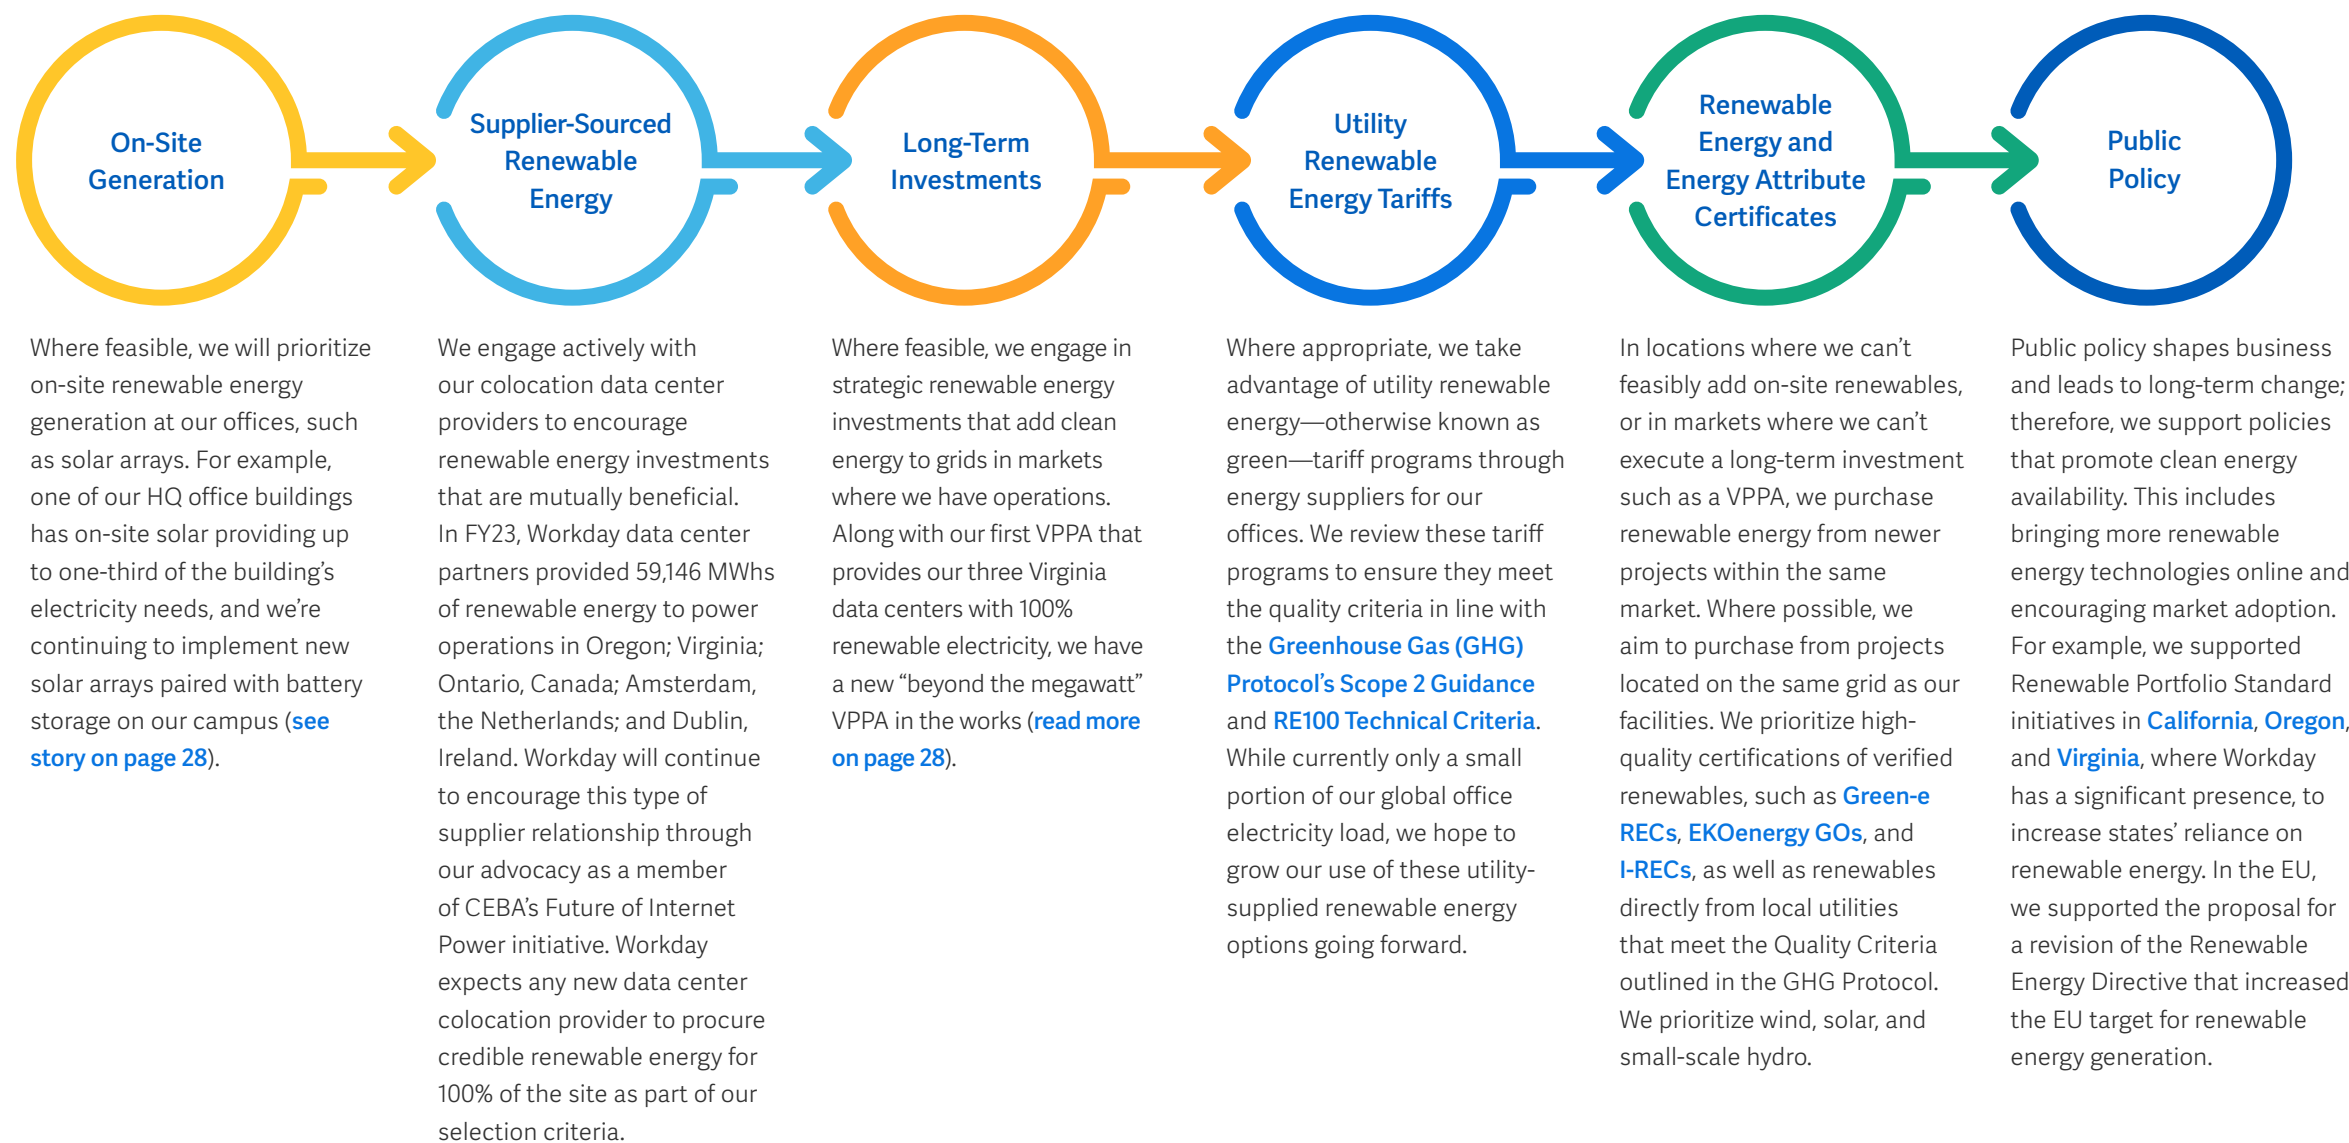 On-Site
Generation
Where feasible, we will prioritize
on-site renewable energy
generation at our offices, such
as solar arrays. For example,
one of our HQ office buildings
has on-site solar providing up
to one-third of the building’s
electricity needs, and we’re
continuing to implement new
solar arrays paired with battery
storage on our campus (see
story on page 28).
Supplier-Sourced
Renewable
Energy
We engage actively with
our colocation data center
providers to encourage
renewable energy investments
that are mutually beneficial.
In FY23, Workday data center
partners provided 59,146 MWhs
of renewable energy to power
operations in Oregon; Virginia;
Ontario, Canada; Amsterdam,
the Netherlands; and Dublin,
Ireland. Workday will continue
to encourage this type of
supplier relationship through
our advocacy as a member
of CEBA’s Future of Internet
Power initiative. Workday
expects any new data center
colocation provider to procure
credible renewable energy for
100% of the site as part of our
selection criteria.
Long-Term
Investments
Where feasible, we engage in
strategic renewable energy
investments that add clean
energy to grids in markets
where we have operations.
Along with our first VPPA that
provides our three Virginia
data centers with 100%
renewable electricity, we have
a new “beyond the megawatt”
VPPA in the works (read more
on page 28).
Utility
Renewable
Energy Tariffs
Where appropriate, we take
advantage of utility renewable
energy—otherwise known as
green—tariff programs through
energy suppliers for our
offices. We review these tariff
programs to ensure they meet
the quality criteria in line with
the Greenhouse Gas (GHG)
Protocol’s Scope 2 Guidance
and RE100 Technical Criteria.
While currently only a small
portion of our global office
electricity load, we hope to
grow our use of these utility-
supplied renewable energy
options going forward.
Renewable
Energy and
Energy Attribute
Certificates
In locations where we can’t
feasibly add on-site renewables,
or in markets where we can’t
execute a long-term investment
such as a VPPA, we purchase
renewable energy from newer
projects within the same
market. Where possible, we
aim to purchase from projects
located on the same grid as our
facilities. We prioritize high-
quality certifications of verified
renewables, such as Green-e
RECs, EKOenergy GOs, and
I-RECs, as well as renewables
directly from local utilities
that meet the Quality Criteria
outlined in the GHG Protocol.
We prioritize wind, solar, and
small-scale hydro.
Public
Policy
Public policy shapes business
and leads to long-term change;
therefore, we support policies
that promote clean energy
availability. This includes
bringing more renewable
energy technologies online and
encouraging market adoption.
For example, we supported
Renewable Portfolio Standard
initiatives in California, Oregon,
and Virginia, where Workday
has a significant presence, to
increase states’ reliance on
renewable energy. In the EU,
we supported the proposal for
a revision of the Renewable
Energy Directive that increased
the EU target for renewable
energy generation.